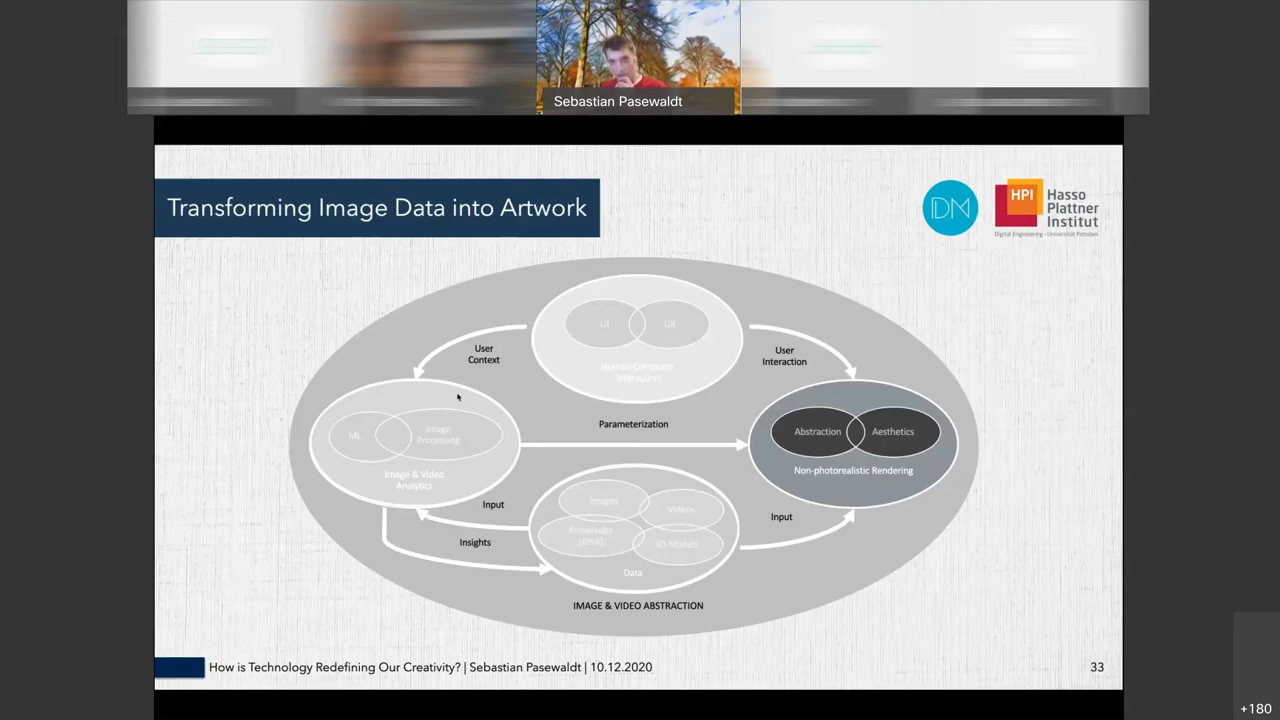 Sebastian Pasewaldt
Transforming Image Data into Artwork
DM
HPI
Hasso
Plattner
Institut
Digital Engineering • Universität Potsdam
UI
UX
Human-Computer
Interaction
User
Context
User
Interaction
Parameterization
ML
Image
Processing
Image & Video
Analytics
Abstraction
Aesthetics
Non-photorealistic Rendering
Input
Insights
Images
Videos
Knowledge
(DNA)
3D Models
Data
Input
IMAGE & VIDEO ABSTRACTION
How is Technology Redefining Our Creativity? | Sebastian Pasewaldt | 10.12.2020
33
+180